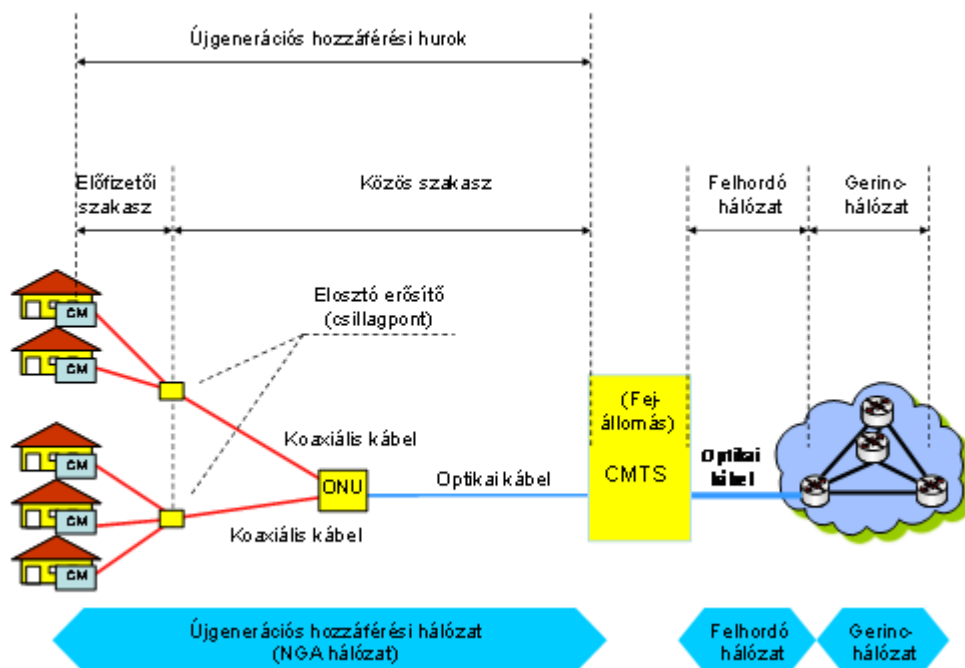 Újgenerációs hozzáférési hurok
Előfizetői
szakasz
Közös szakasz
Felhordó
hálózat
Gerinc-
hálózat
Elosztó erősítő
(csillagpont)
CM
CM
CM
CM
CM
Koaxiális kábel
Koaxiális kábel
ONU
Optikai kábel
(Fej-
állomás)
CMTS
Optikai
kábel
Újgenerációs hozzáférési hálózat
(NGA hálózat)
Felhordó
hálózat
Gerinc-
hálózat